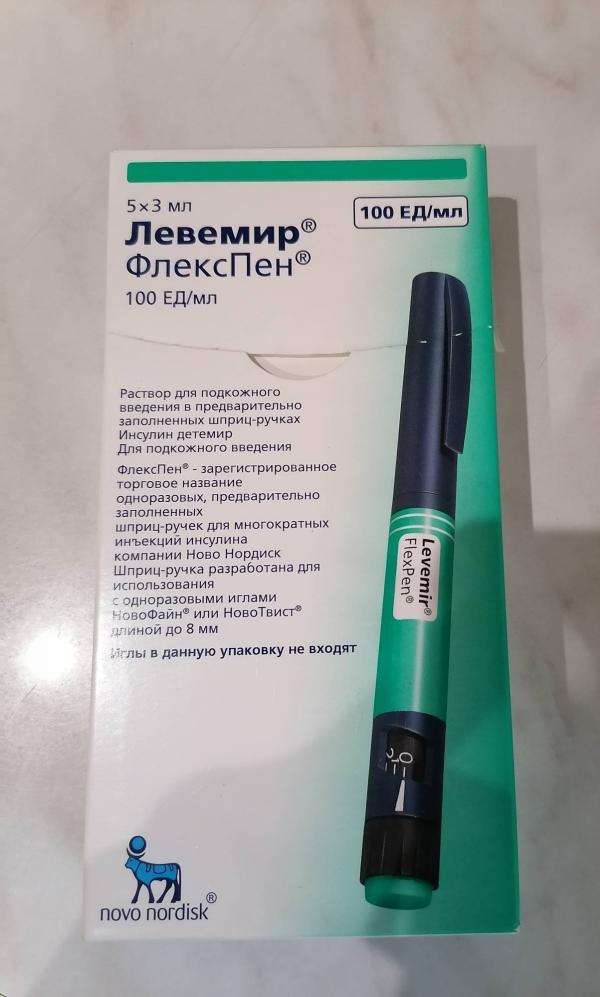 5×3 мл
100 ЕД/мл
Левемир®
ФлексПен®
100 ЕД/мл
Раствор для подкожного
введения в предварительно
заполненных шприц-ручках
Инсулин детемир
Для подкожного введения
ФлексПен® - зарегистрированное
торговое название
одноразовых, предварительно
заполненных
шприц-ручек для многократных
инъекций инсулина
компании Ново Нордиск
Шприц-ручка разработана для
использования
с одноразовыми иглами
НовоФайн® или НовоТвист®
длиной до 8 мм
Иглы в данную упаковку не входят
Levemir®
FlexPen®
0
2
novo nordisk®